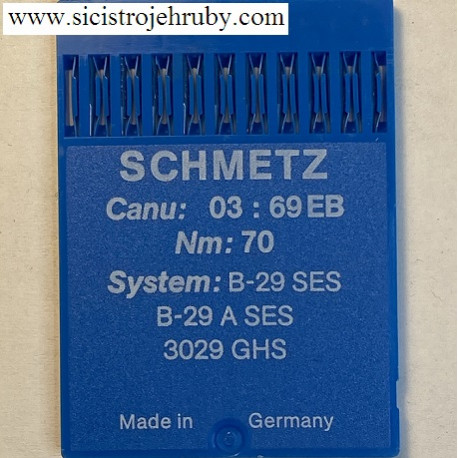 www.sicistrojehruby.com
SCHMETZ
Canu: 03 : 69 EB
Nm: 70
System: B-29 SES
B-29 A SES
3029 GHS
Made in Germany